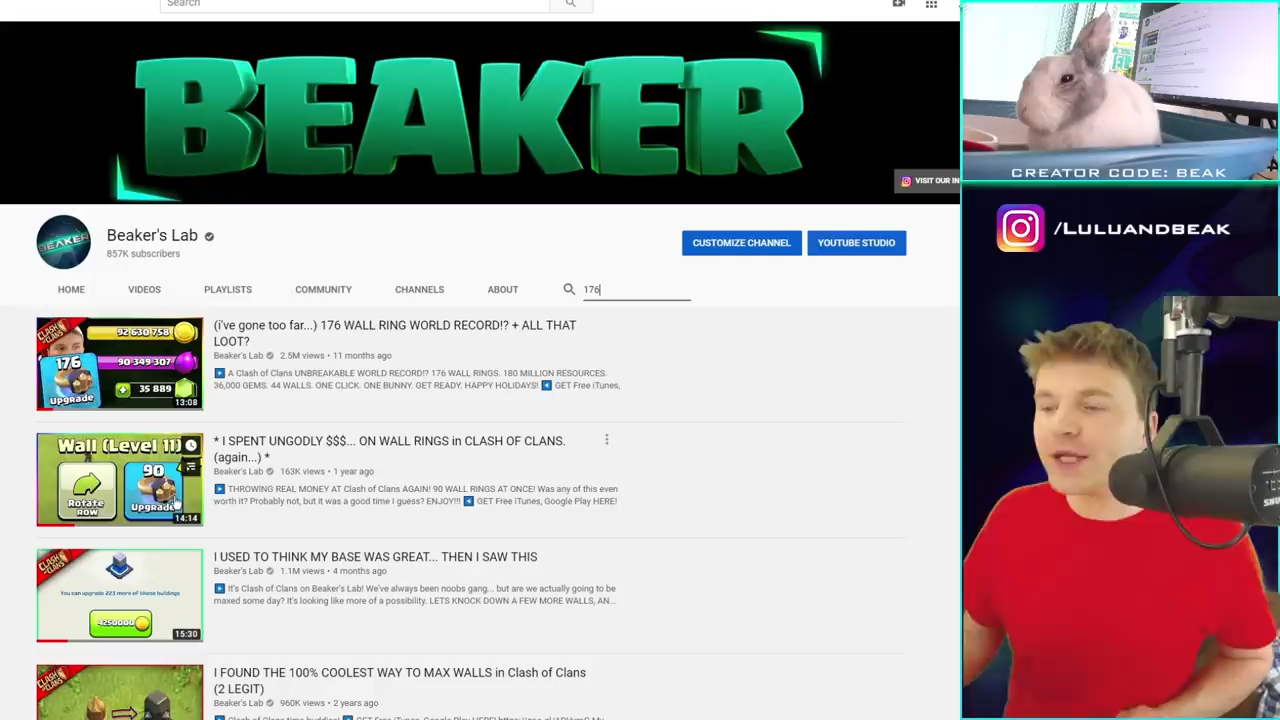 Search
BEAKER
VISIT OUR IN
CREATOR CODE: BEAK
/LULUANDBEAK
BEAKER
Beaker's Lab
857K subscribers
CUSTOMIZE CHANNEL
YOUTUBE STUDIO
HOME
VIDEOS
PLAYLISTS
COMMUNITY
CHANNELS
ABOUT
176
92 630 758
90 349 307
35 889
176
Upgrade
13:08
(i've gone too far...) 176 WALL RING WORLD RECORD!? + ALL THAT
LOOT?
Beaker's Lab 2.5M views • 11 months ago
A Clash of Clans UNBREAKABLE WORLD RECORD!? 176 WALL RINGS. 180 MILLION RESOURCES.
36,000 GEMS. 44 WALLS. ONE CLICK. ONE BUNNY. GET READY. HAPPY HOLIDAYS! GET Free iTunes,
Wall (Level 11)
Rotate
Row
90
Upgrade
14:14
* I SPENT UNGODLY $$$... ON WALL RINGS in CLASH OF CLANS.
(again...) *
Beaker's Lab 163K views • 1 year ago
THROWING REAL MONEY AT Clash of Clans AGAIN! 90 WALL RINGS AT ONCE! Was any of this even
worth it? Probably not, but it was a good time I guess? ENJOY!!! GET Free iTunes, Google Play HERE!
You can upgrade 223 more of these buildings
4250000
15:30
I USED TO THINK MY BASE WAS GREAT... THEN I SAW THIS
Beaker's Lab 1.1M views • 4 months ago
It's Clash of Clans on Beaker's Lab! We've always been noobs gang... but are we actually going to be
maxed some day? It's looking like more of a possibility. LETS KNOCK DOWN A FEW MORE WALLS, AN...
I FOUND THE 100% COOLEST WAY TO MAX WALLS in Clash of Clans
(2 LEGIT)
Beaker's Lab 960K views • 2 years ago